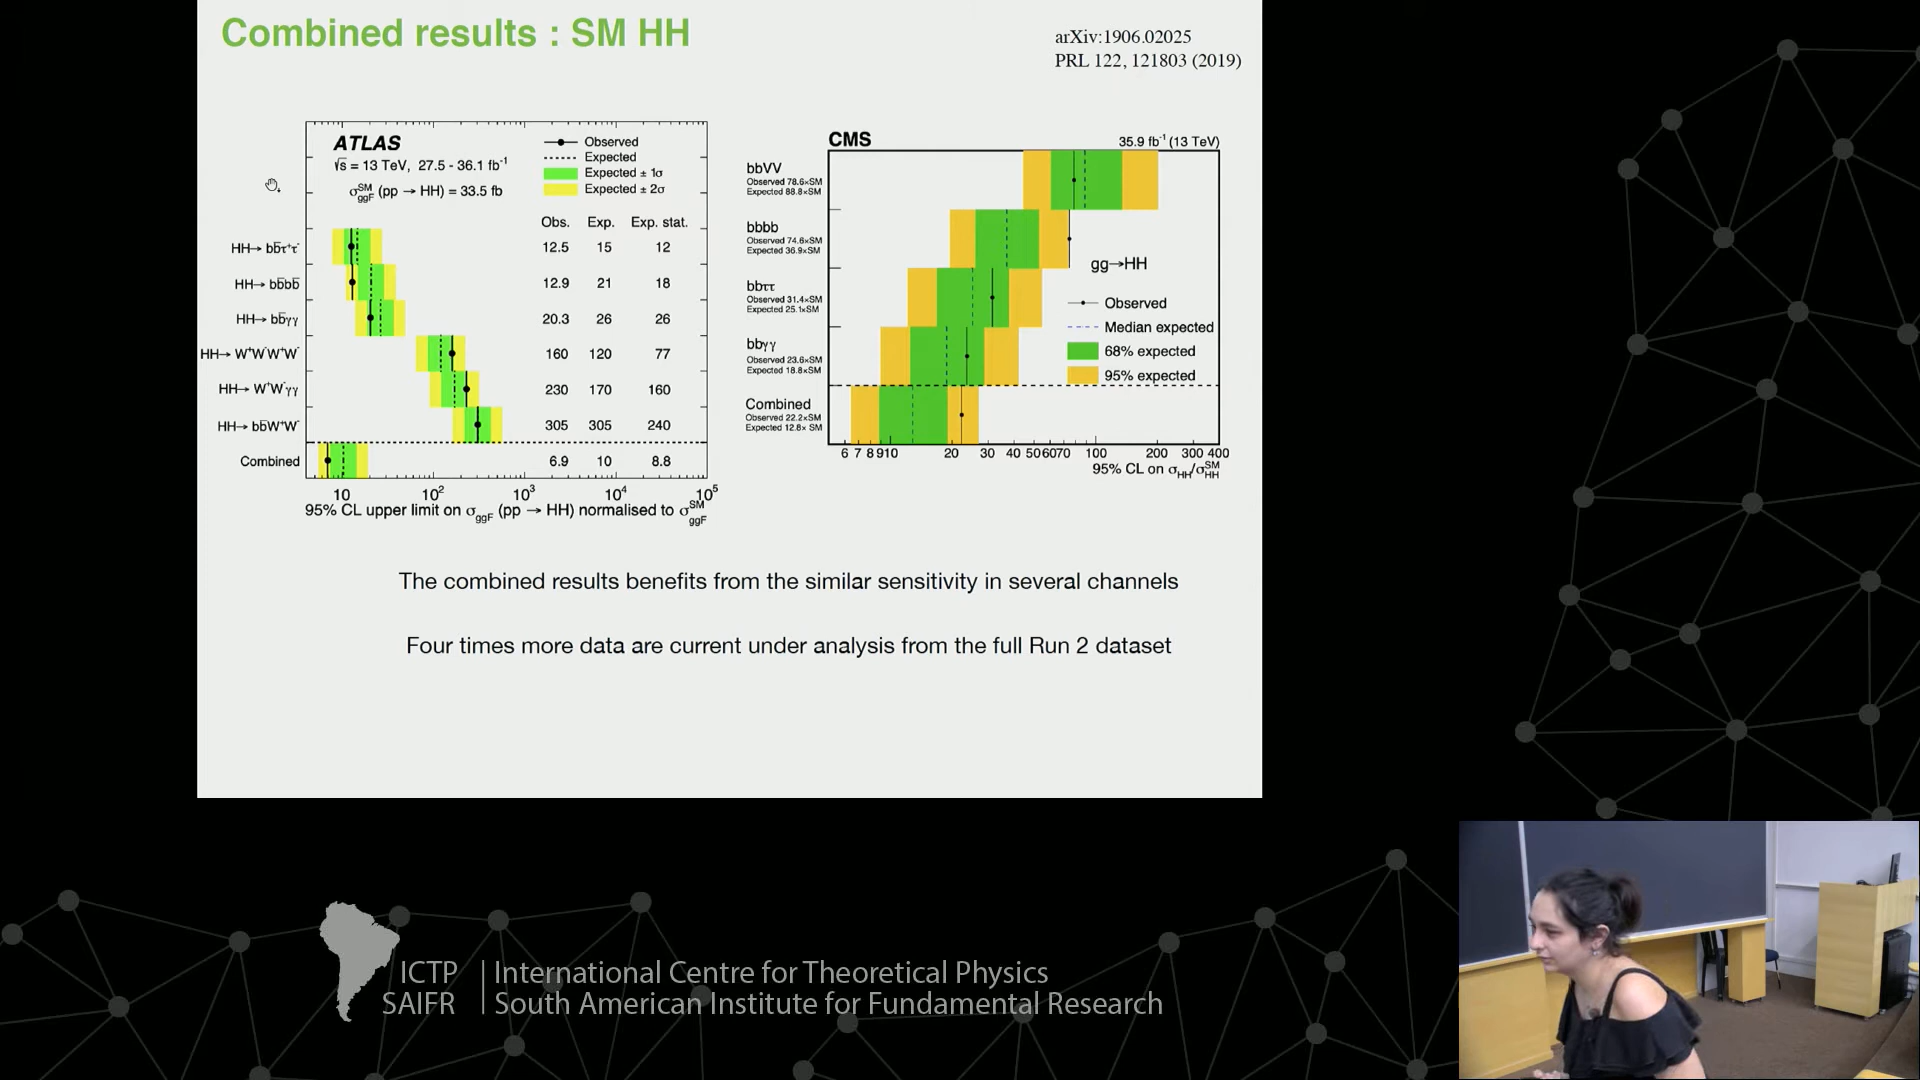 Combined results : SM HH
arXiv:1906.02025
PRL 122, 121803 (2019)
ATLAS
√s = 13 TeV, 27.5 - 36.1 fb⁻¹
σ^SM_ggF (pp → HH) = 33.5 fb
Observed
Expected
Expected ± 1σ
Expected ± 2σ
Obs. Exp. Exp. stat.
HH→ bb̄τ⁺τ⁻ 12.5 15 12
HH→ bb̄bb̄ 12.9 21 18
HH→ bb̄γγ 20.3 26 26
HH→ W⁺W⁻W⁺W⁻ 160 120 77
HH→ W⁺W⁻γγ 230 170 160
HH→ bb̄W⁺W⁻ 305 305 240
Combined 6.9 10 8.8
10 10² 10³ 10⁴ 10⁵
95% CL upper limit on σ_ggF (pp → HH) normalised to σ^SM_ggF
CMS 35.9 fb⁻¹ (13 TeV)
bbVV
Observed 78.6×SM
Expected 88.8×SM
bbbb
Observed 74.6×SM
Expected 36.9×SM
bbττ
Observed 31.4×SM
Expected 25.1×SM
bbγγ
Observed 23.6×SM
Expected 18.8×SM
Combined
Observed 22.2×SM
Expected 12.8× SM
gg→HH
Observed
Median expected
68% expected
95% expected
6 7 8 910 20 30 40 506070 100 200 300 400
95% CL on σ_HH/σ^SM_HH
The combined results benefits from the similar sensitivity in several channels
Four times more data are current under analysis from the full Run 2 dataset
ICTP International Centre for Theoretical Physics
SAIFR South American Institute for Fundamental Research